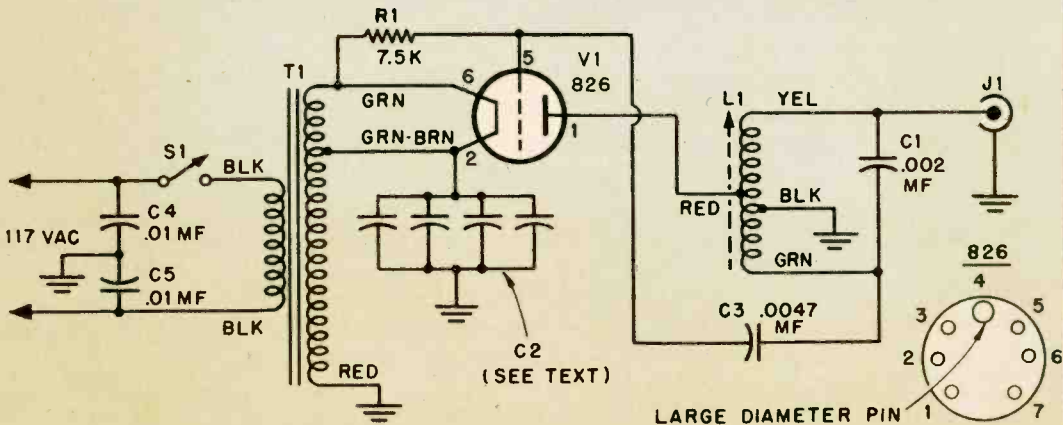 R1
7.5K
T1
GRN
GRN-BRN
6
5
2
1
V1
826
S1
BLK
C4
.01 MF
117 VAC
C5
.01 MF
BLK
RED
C2
(SEE TEXT)
L1
YEL
RED
BLK
GRN
C1
.002
MF
J1
C3 .0047
MF
826
4
3
5
2
6
1
7
LARGE DIAMETER PIN